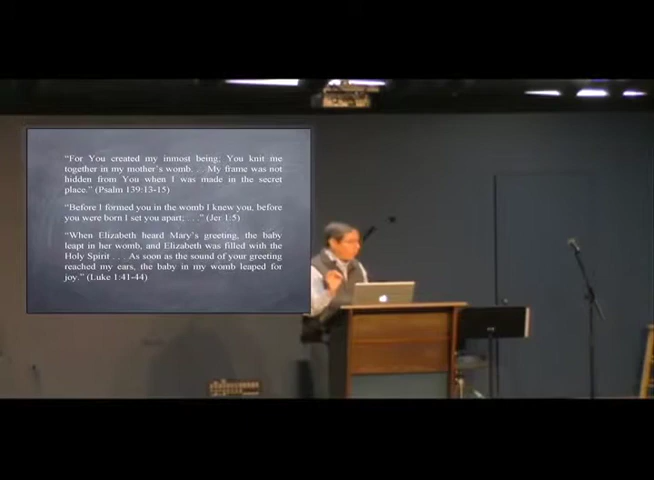 "For You created my inmost being; You knit me
together in my mother's womb. . . My frame was not
hidden from You when I was made in the secret
place." (Psalm 139:13-15)
"Before I formed you in the womb I knew you, before
you were born I set you apart; . . ." (Jer 1:5)
"When Elizabeth heard Mary's greeting, the baby
leapt in her womb, and Elizabeth was filled with the
Holy Spirit . . . As soon as the sound of your greeting
reached my ears, the baby in my womb leaped for
joy." (Luke 1:41-44)